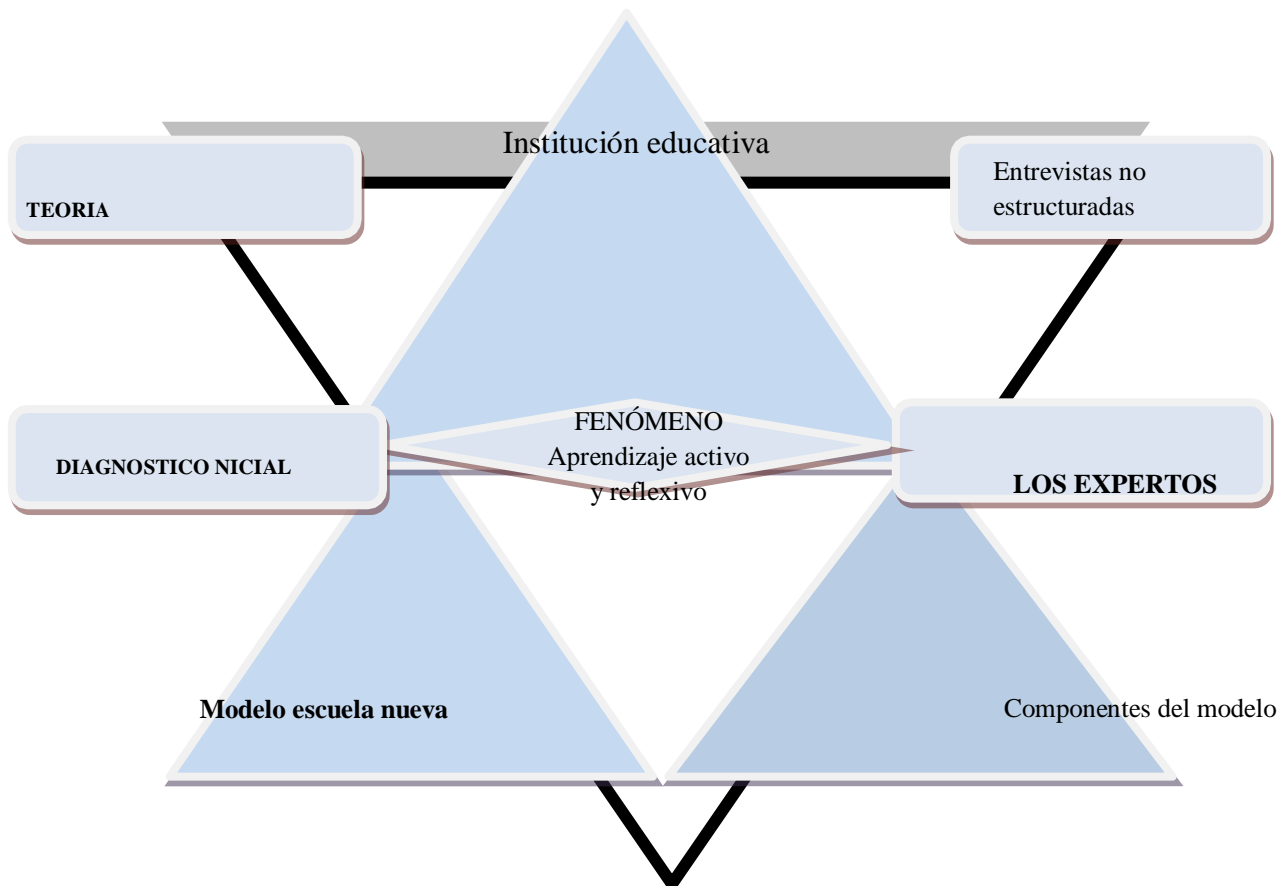 Institución educativa
TEORIA
Entrevistas no
estructuradas
FENÓMENO
Aprendizaje activo
y reflexivo
DIAGNOSTICO NICIAL
LOS EXPERTOS
Modelo escuela nueva
Componentes del modelo